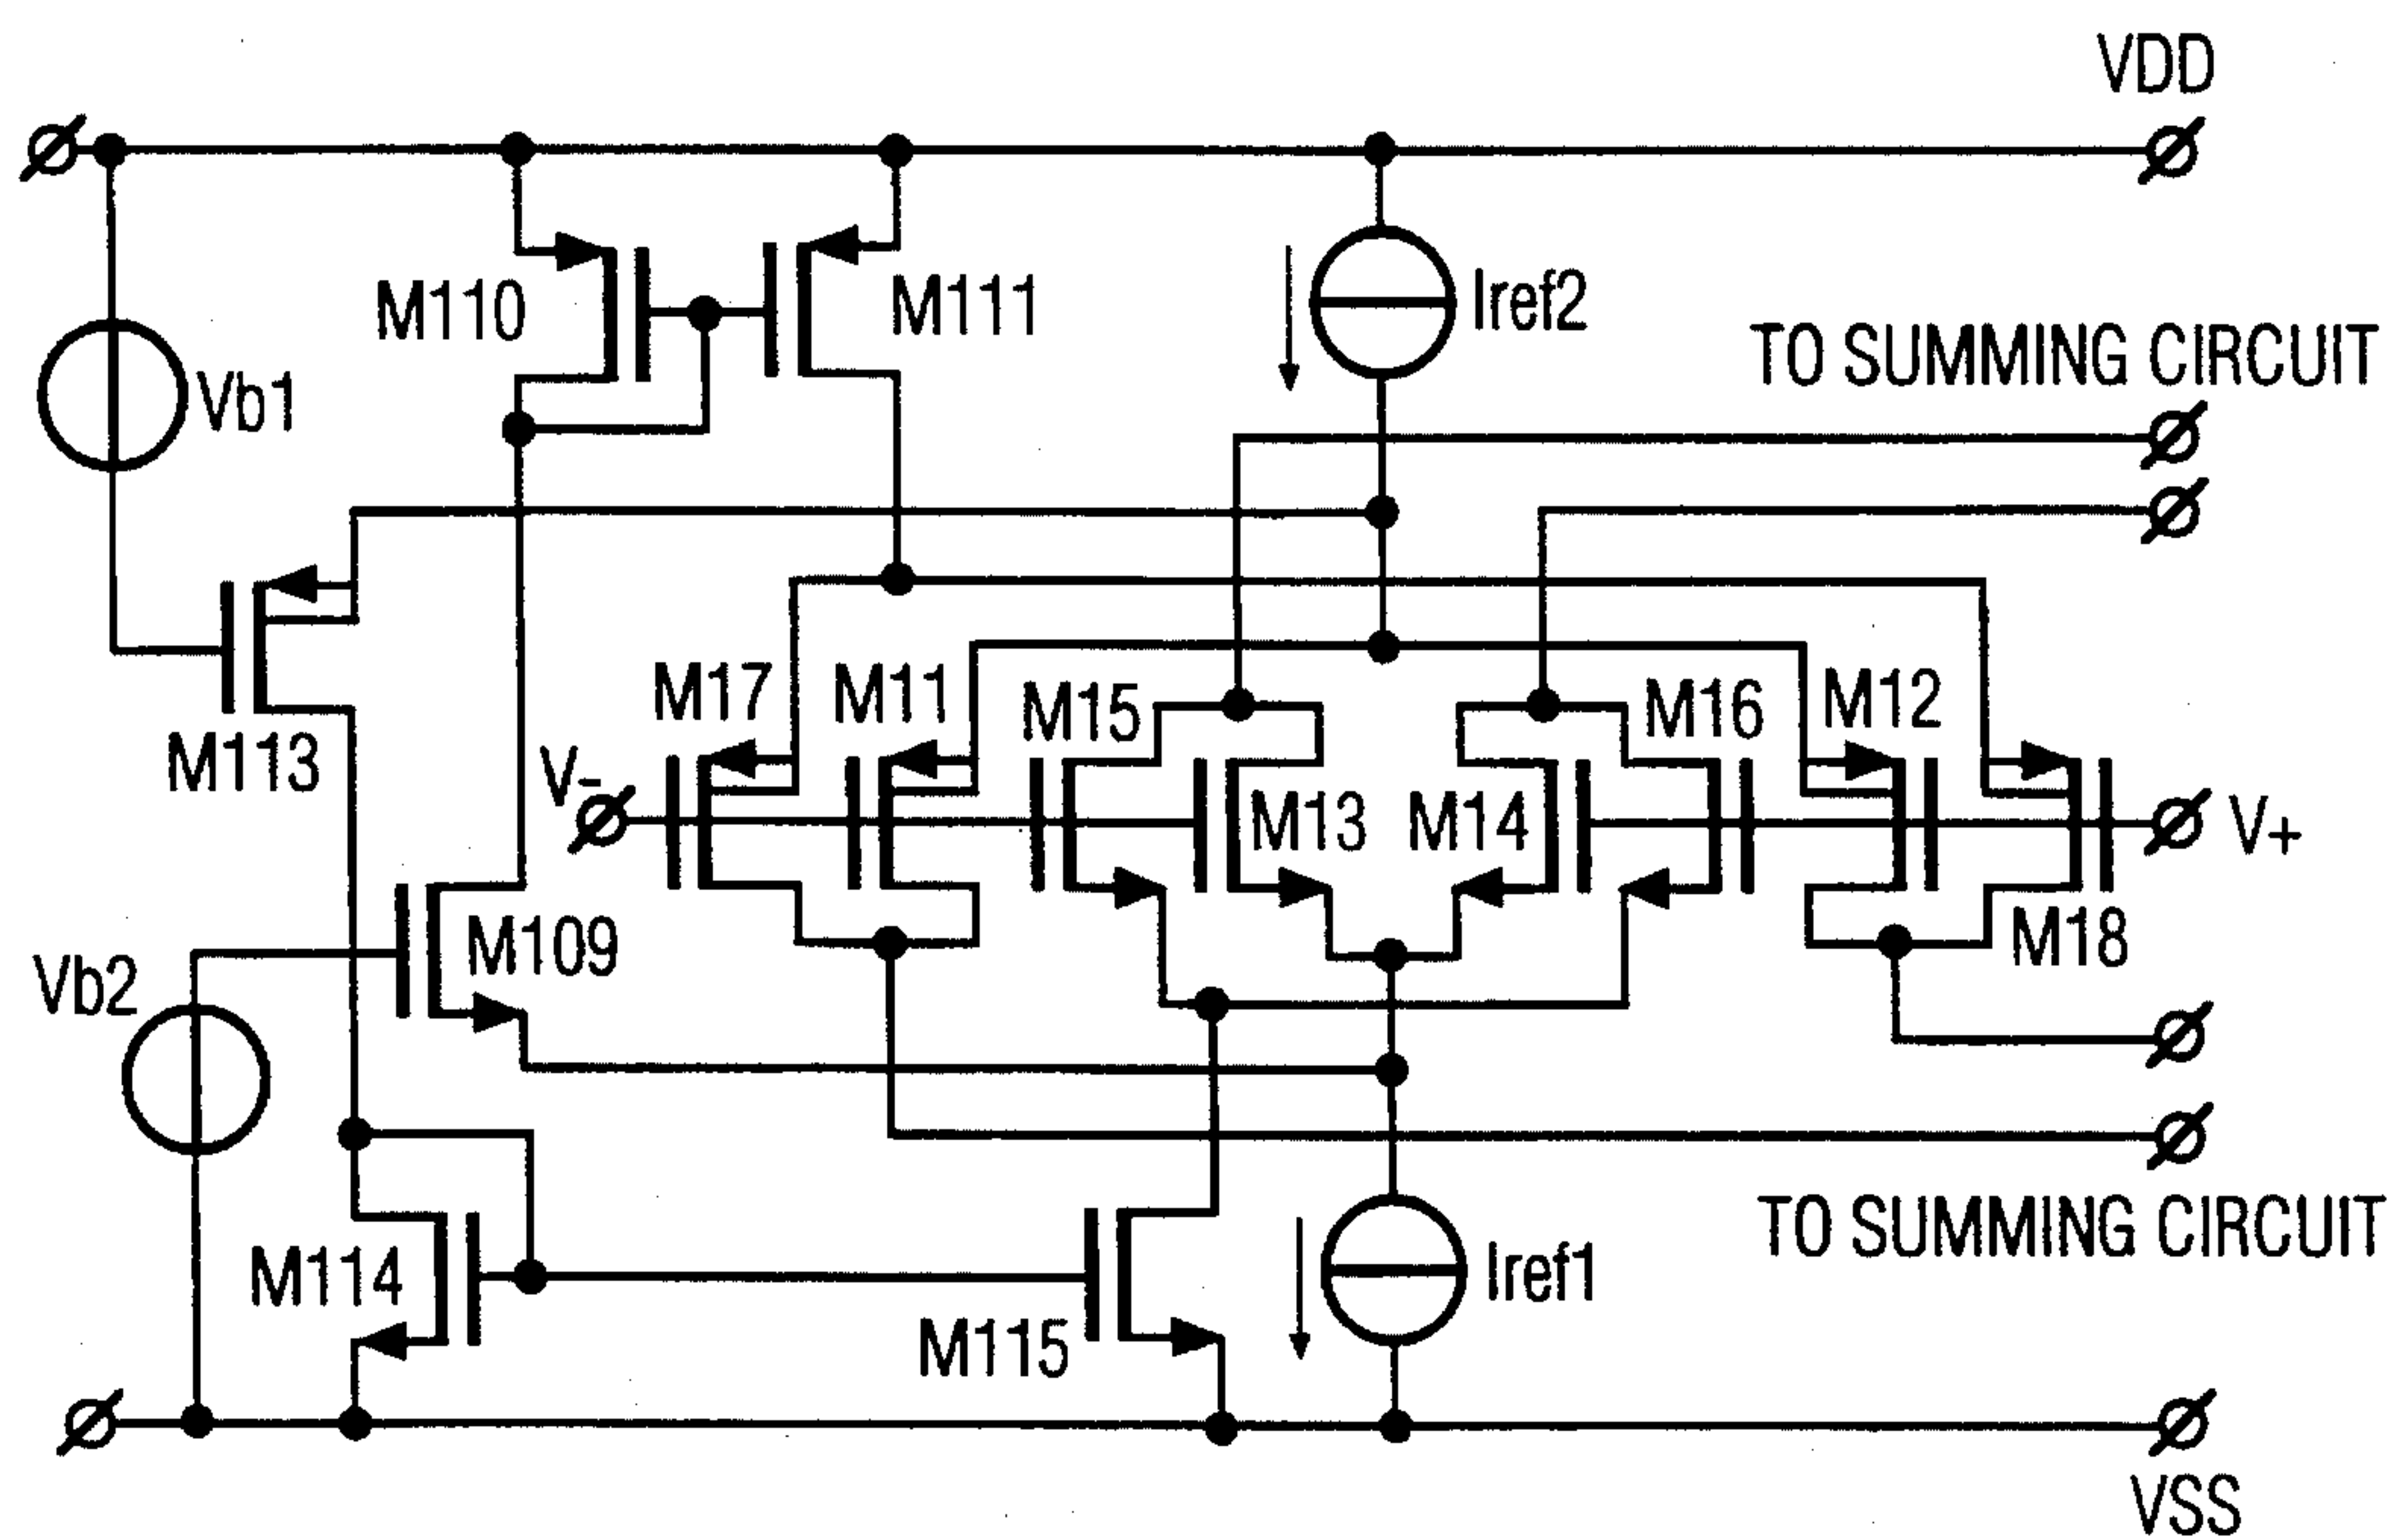 VDD
M110
M111
Iref2
TO SUMMING CIRCUIT
Vb1
M17
M11
M15
M16
M12
M113
V-
M13
M14
V+
M109
M18
Vb2
TO SUMMING CIRCUIT
M114
Iref1
M115
VSS